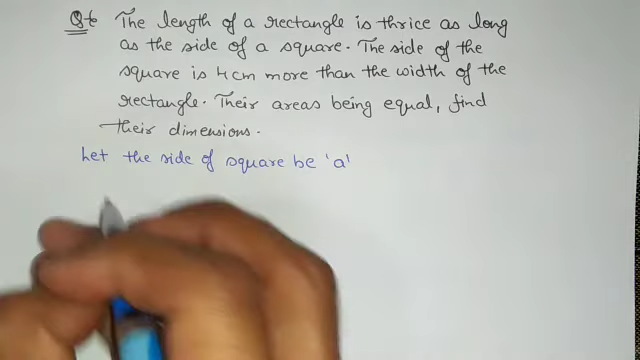 Q6 The length of a rectangle is thrice as long
as the side of a square. The side of the
square is 4 cm more than the width of the
rectangle. Their areas being equal, find
their dimensions.
Let the side of square be 'a'